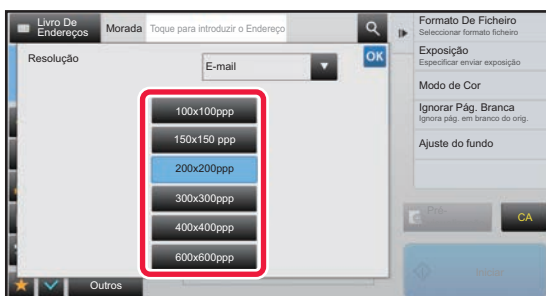 Livro De
Endereços
Morada
Toque para introduzir o Endereço
Resolução
E-mail
OK
100x100ppp
150x150 ppp
200x200ppp
300x300ppp
400x400ppp
600x600ppp
Outros
Formato De Ficheiro
Seleccionar formato ficheiro
Exposição
Especificar enviar exposição
Modo de Cor
Ignorar Pág. Branca
Ignora pág. em branco do orig.
Ajuste do fundo
Pré-
CA
Iniciar